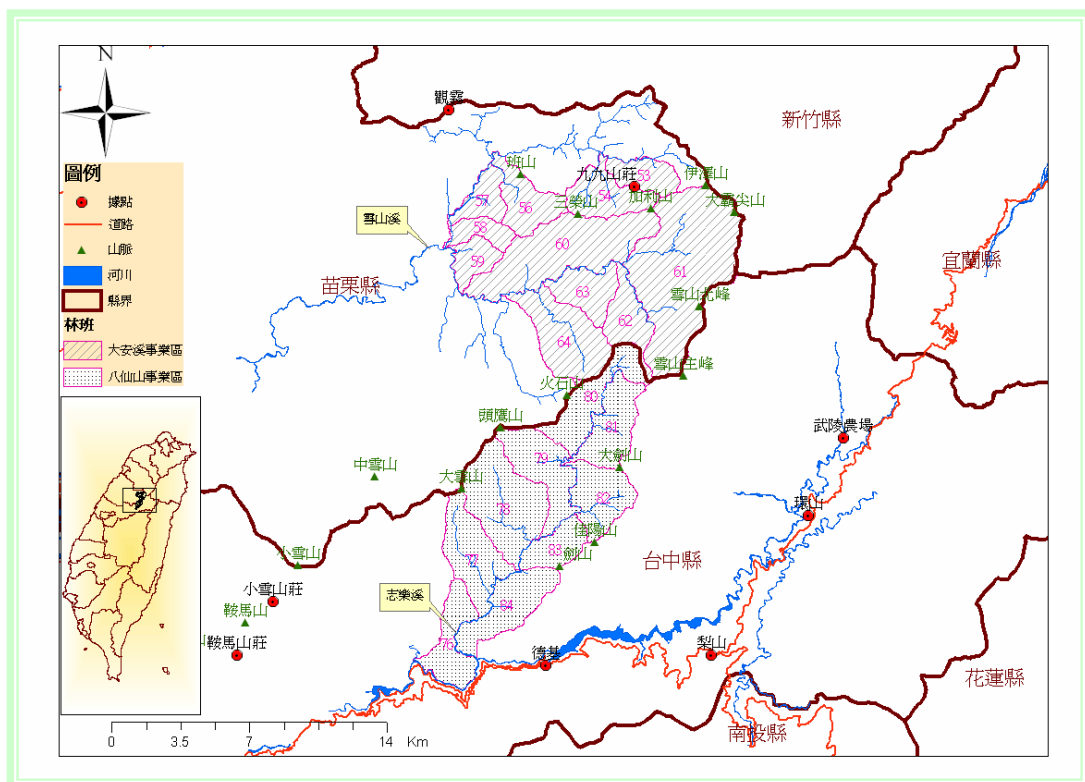 N
觀霧
新竹縣
圖例
據點
道路
山脈
河川
縣界
林班
大安溪事業區
八仙山事業區
雪山溪
苗栗縣
宜蘭縣
班山
九九山莊
53
伊澤山
54
加利山
大霸尖山
57
56
三榮山
58
60
59
61
63
雪山北峰
62
64
雪山主峰
火石山
80
頭鷹山
81
武陵農場
79
大劍山
中雪山
大雪山
82
78
環山
佳陽山
83
劍山
台中縣
77
小雪山
小雪山莊
84
志樂溪
鞍馬山
鞍馬山莊
76
德基
梨山
花蓮縣
南投縣
0
3.5
7
14
Km